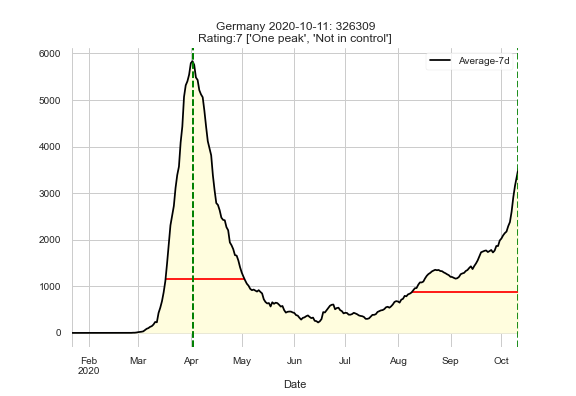 Germany 2020-10-11: 326309
Rating:7 ['One peak', 'Not in control']
Average-7d
6000
5000
4000
3000
2000
1000
0
Feb Mar Apr May Jun Jul Aug Sep Oct
2020
Date